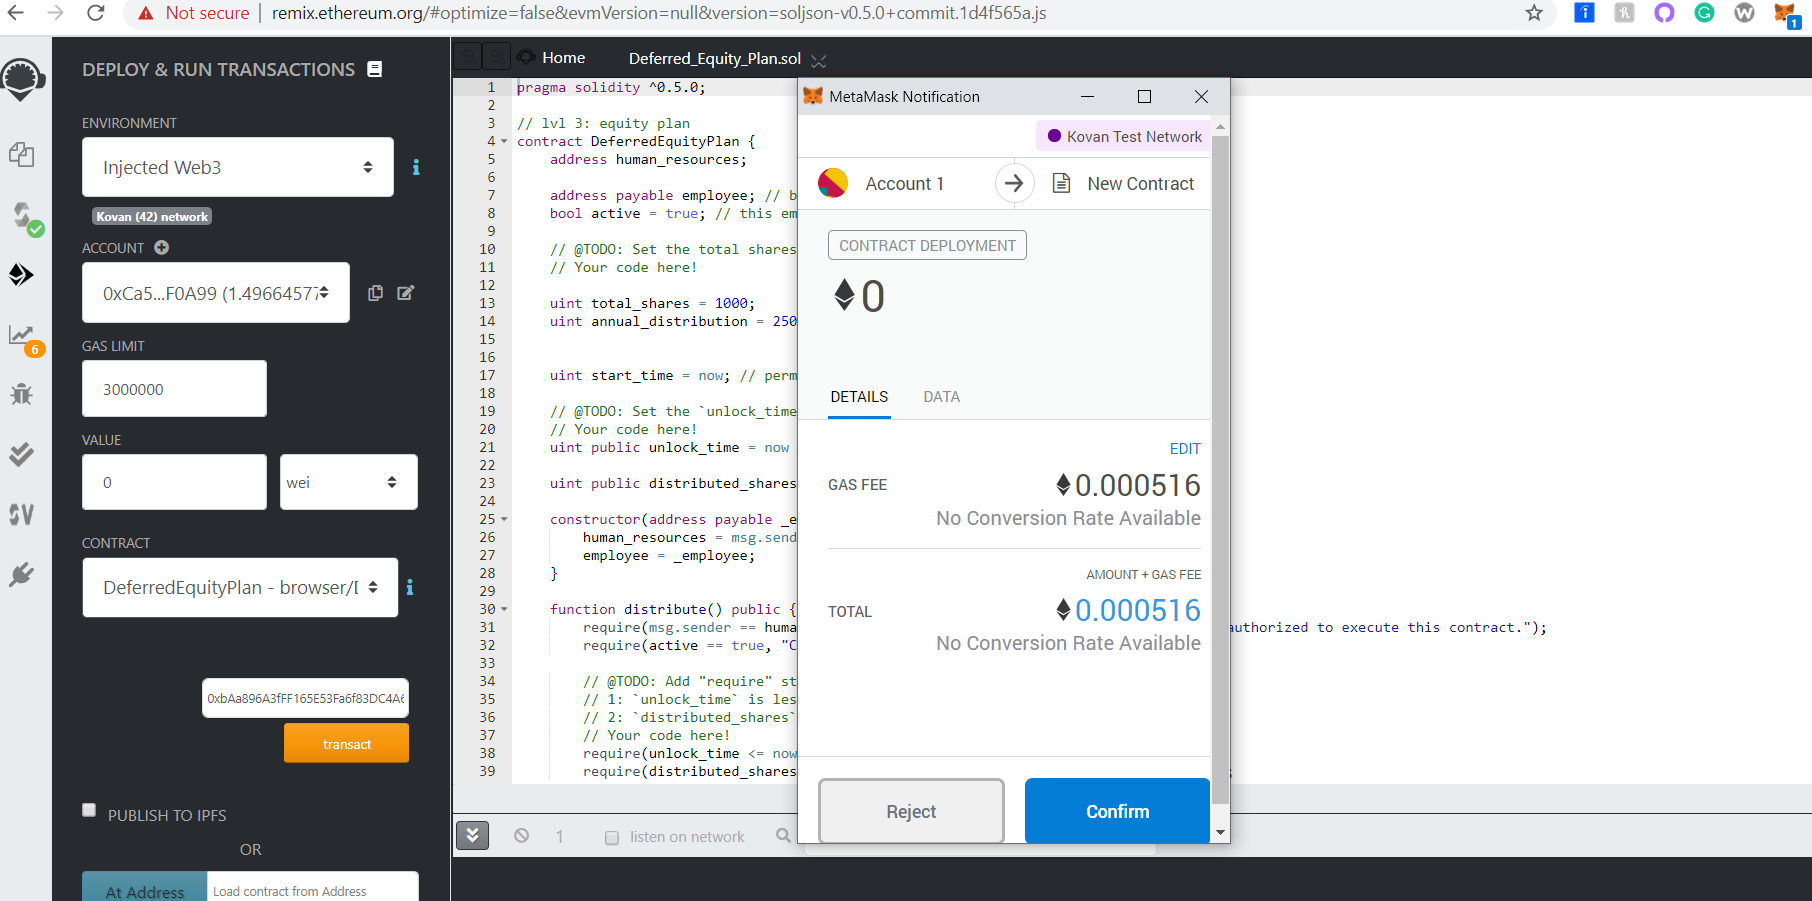 Not secure
remix.ethereum.org/#optimize=false&evmVersion=null&version=soljson-v0.5.0+commit.1d4f565a.js
1
DEPLOY & RUN TRANSACTIONS
ENVIRONMENT
Injected Web3
Kovan (42) network
ACCOUNT
0xCa5...F0A99 (1.49664577
GAS LIMIT
3000000
VALUE
0
wei
CONTRACT
DeferredEquityPlan - browser/
0xbAa896A3fFF165E53Fa6f83DC4A6
transact
PUBLISH TO IPFS
OR
At Address
Load contract from Address
6
Home
Deferred_Equity_Plan.sol
1 pragma solidity ^0.5.0;
2
3 // lvl 3: equity plan
4 contract DeferredEquityPlan {
5 address human_resources;
6
7 address payable employee; // b
8 bool active = true; // this em
9
10 // @TODO: Set the total shares
11 // Your code here!
12
13 uint total_shares = 1000;
14 uint annual_distribution = 250
15
16
17 uint start_time = now; // perm
18
19 // @TODO: Set the `unlock_time
20 // Your code here!
21 uint public unlock_time = now
22
23 uint public distributed_shares
24
25 constructor(address payable _e
26 human_resources = msg.send
27 employee = _employee;
28 }
29
30 function distribute() public {
31 require(msg.sender == huma
authorized to execute this contract.");
32 require(active == true, "C
33
34 // @TODO: Add "require" st
35 // 1: `unlock_time` is les
36 // 2: `distributed_shares`
37 // Your code here!
38 require(unlock_time <= now
39 require(distributed_shares
1
listen on network
MetaMask Notification
Kovan Test Network
Account 1
New Contract
CONTRACT DEPLOYMENT
0
DETAILS
DATA
EDIT
GAS FEE
0.000516
No Conversion Rate Available
AMOUNT + GAS FEE
TOTAL
0.000516
No Conversion Rate Available
Reject
Confirm